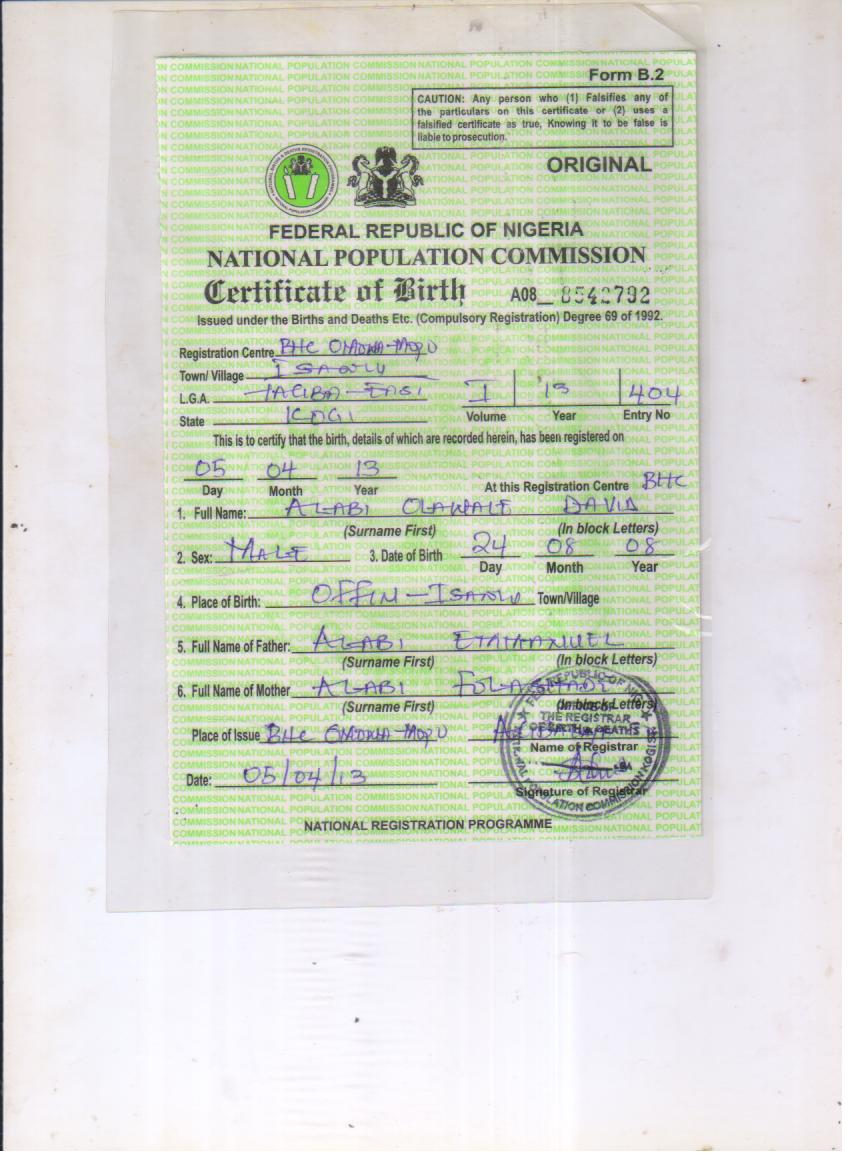 Form B.2
CAUTION: Any person who (1) Falsifies any of
the particulars on this certificate or (2) uses a
falsified certificate as true, Knowing it to be false is
liable to prosecution.
ORIGINAL
FEDERAL REPUBLIC OF NIGERIA
NATIONAL POPULATION COMMISSION
Certificate of Birth A08_ 8542792
Issued under the Births and Deaths Etc. (Compulsory Registration) Degree 69 of 1992.
Registration Centre BHC
Town/ Village ISANLU
L.G.A. I 13 404
State KOGI Volume Year Entry No
This is to certify that the birth, details of which are recorded herein, has been registered on
05 04 13
Day Month Year At this Registration Centre BHC
1. Full Name: ALABI OLAWALE DAVID
(Surname First) (In block Letters)
2. Sex: MALE 3. Date of Birth 24 08 08
Day Month Year
4. Place of Birth: OFFIN-ISANLU Town/Village
5. Full Name of Father: ALABI EMMANUEL
(Surname First) (In block Letters)
6. Full Name of Mother ALABI
(Surname First) (In block Letters)
Place of Issue BHC
Name of Registrar
Date: 05/04/13
Signature of Registrar
THE REGISTRAR
OF BIRTH & DEATHS
NATIONAL REGISTRATION PROGRAMME